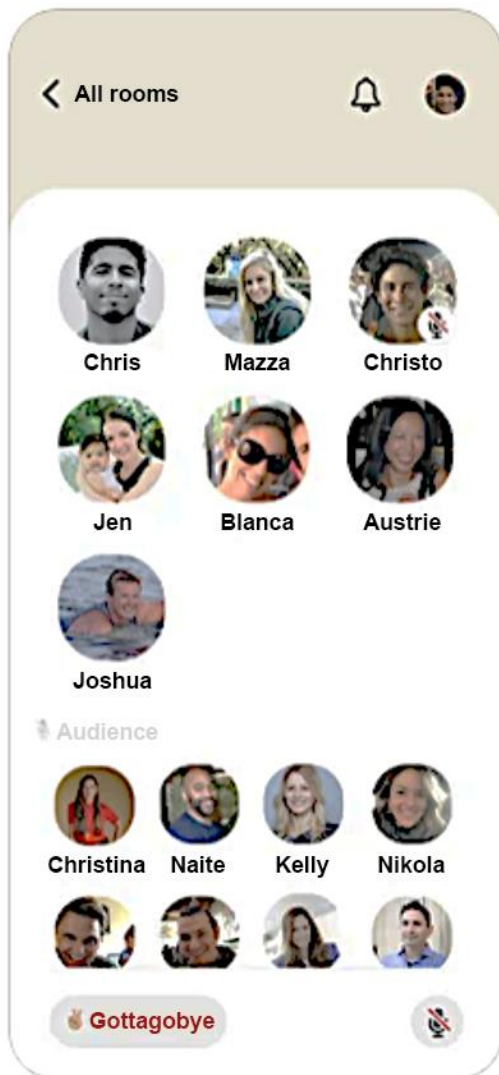 All rooms
Chris Mazza Christo
Jen Blanca Austrie
Joshua
Audience
Christina Naite Kelly Nikola
Gottagobye